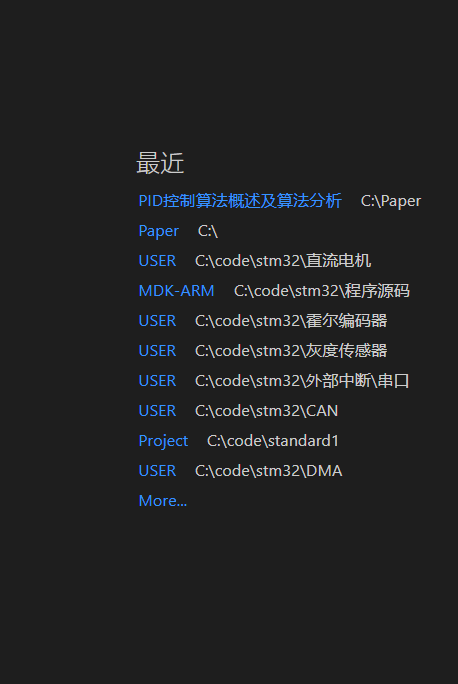 最近
PID控制算法概述及算法分析 C:\Paper
Paper C:\
USER C:\code\stm32\直流电机
MDK-ARM C:\code\stm32\程序源码
USER C:\code\stm32\霍尔编码器
USER C:\code\stm32\灰度传感器
USER C:\code\stm32\外部中断\串口
USER C:\code\stm32\CAN
Project C:\code\standard1
USER C:\code\stm32\DMA
More...